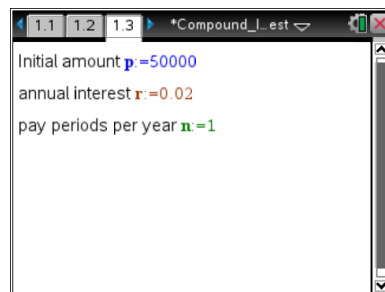 1.1 1.2 1.3 *Compound_I...est
Initial amount p:=50000
annual interest r:=0.02
pay periods per year n:=1